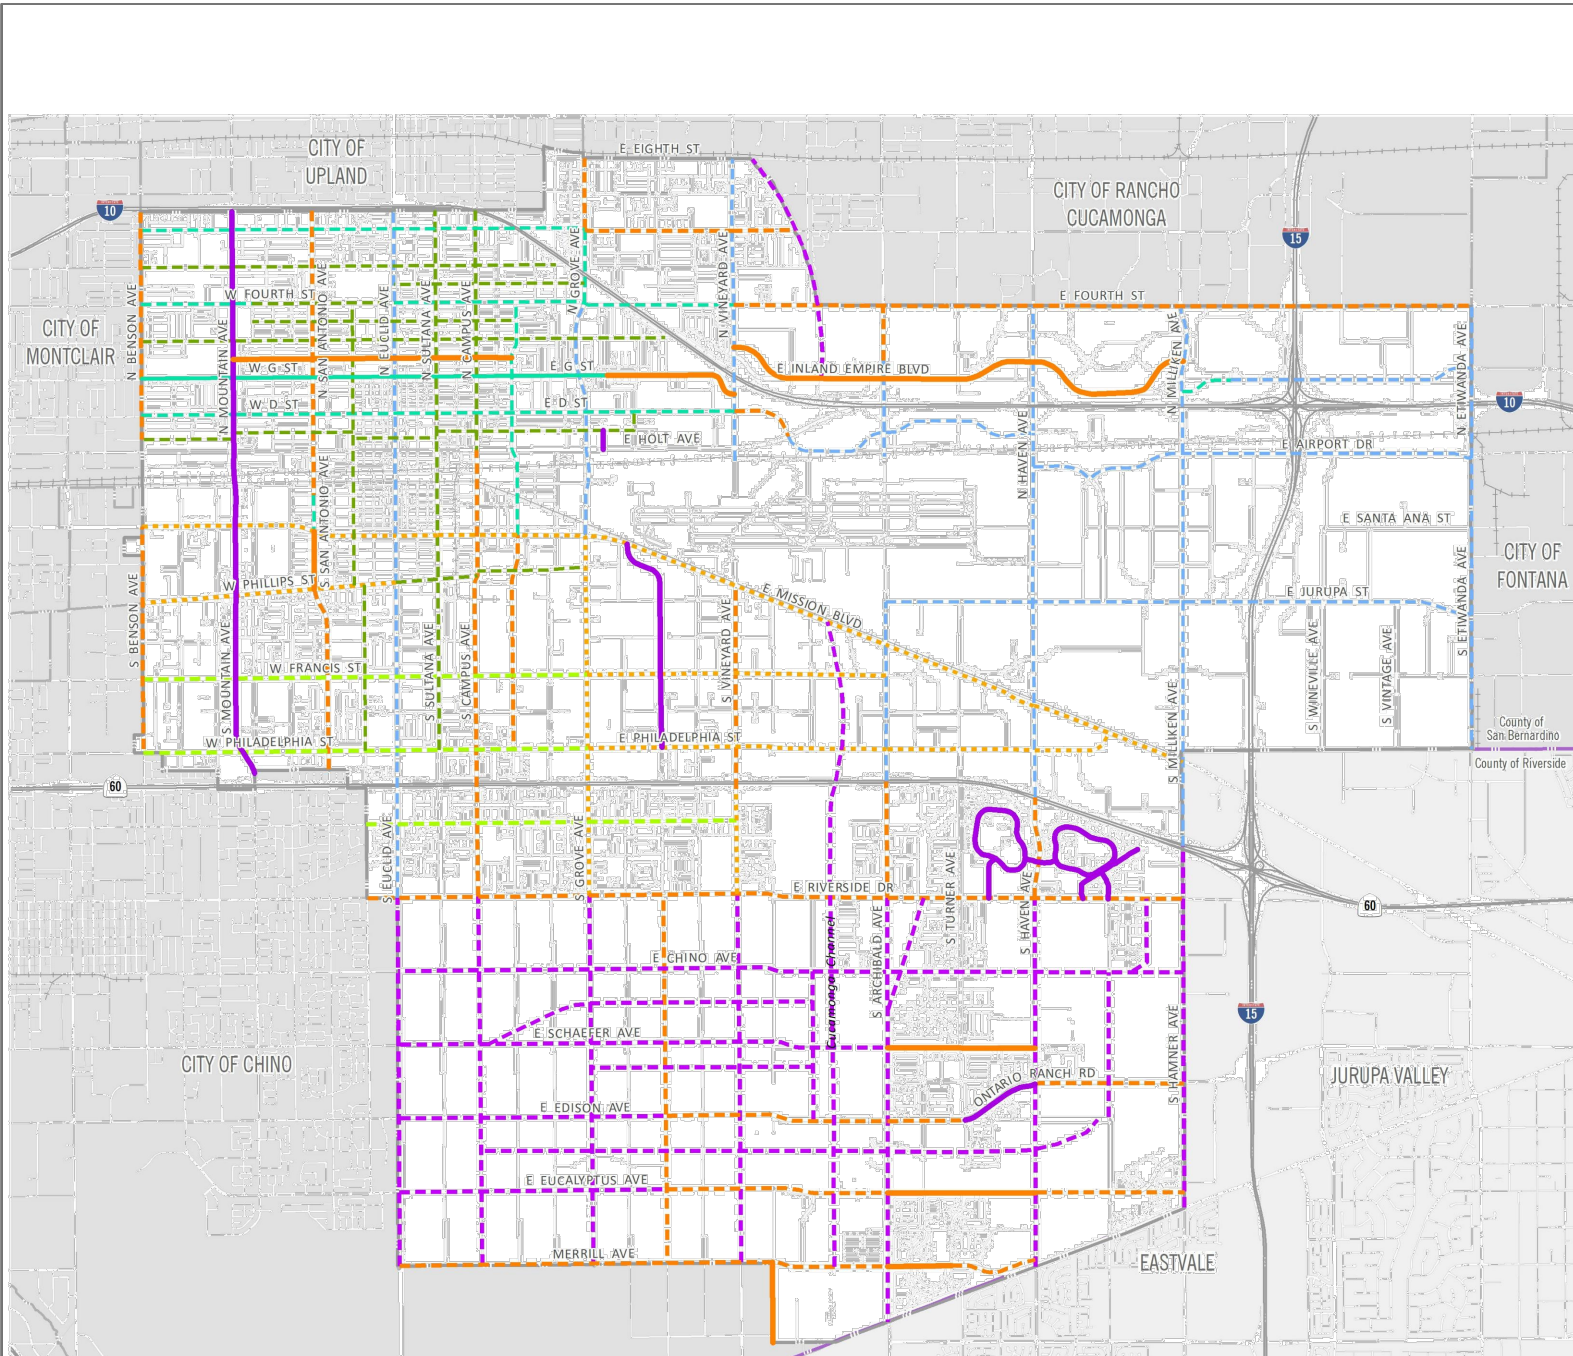 E EIGHTH ST
CITY OF
UPLAND
CITY OF RANCHO
CUCAMONGA
10
15
N GROVE AVE
N VINEYARD AVE
N BENSON AVE
W FOURTH ST
E FOURTH ST
CITY OF
MONTCLAIR
N MOUNTAIN AVE
N SAN ANTONIO AVE
N EUCLID AVE
N SULTANA AVE
N CAMPUS AVE
N MILLIKEN AVE
N ETIWANDA AVE
W G ST
E G ST
E INLAND EMPIRE BLVD
W D ST
E D ST
10
CITY OF
FONTANA
E HOLT AVE
E AIRPORT DR
N HAVEN AVE
S SAN ANTONIO AVE
E SANTA ANA ST
S BENSON AVE
W PHILLIPS ST
E MISSION BLVD
E JURUPA ST
S ETIWANDA AVE
S MOUNTAIN AVE
W FRANCIS ST
S SULTANA AVE
S CAMPUS AVE
S VINEYARD AVE
S MILLIKEN AVE
S WINEVILLE AVE
S VINTAGE AVE
W PHILADELPHIA ST
E PHILADELPHIA ST
County of
San Bernardino
County of Riverside
60
S EUCLID AVE
S GROVE AVE
E RIVERSIDE DR
S TURNER AVE
S HAVEN AVE
60
S ARCHIBALD AVE
Cucamonga Channel
E CHINO AVE
15
E SCHAEFER AVE
S HAMNER AVE
CITY OF CHINO
ONTARIO RANCH RD
JURUPA VALLEY
E EDISON AVE
E EUCALYPTUS AVE
MERRILL AVE
EASTVALE